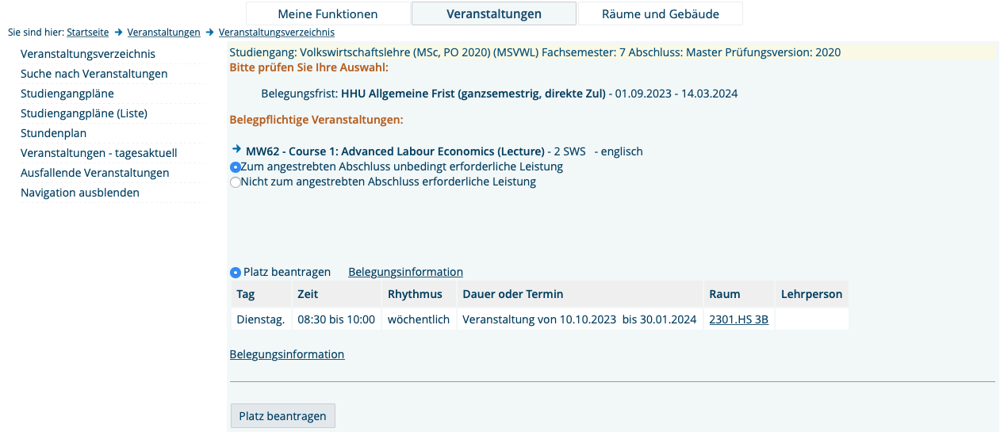 Meine Funktionen Veranstaltungen Räume und Gebäude
Sie sind hier: Startseite → Veranstaltungen → Veranstaltungsverzeichnis
Veranstaltungsverzeichnis
Suche nach Veranstaltungen
Studiengangpläne
Studiengangpläne (Liste)
Stundenplan
Veranstaltungen - tagesaktuell
Ausfallende Veranstaltungen
Navigation ausblenden
Studiengang: Volkswirtschaftslehre (MSc, PO 2020) (MSVWL) Fachsemester: 7 Abschluss: Master Prüfungsversion: 2020
Bitte prüfen Sie Ihre Auswahl:
Belegungsfrist: HHU Allgemeine Frist (ganzsemestrig, direkte Zul) - 01.09.2023 - 14.03.2024
Belegpflichtige Veranstaltungen:
→ MW62 - Course 1: Advanced Labour Economics (Lecture) - 2 SWS - englisch
Zum angestrebten Abschluss unbedingt erforderliche Leistung
Nicht zum angestrebten Abschluss erforderliche Leistung
Platz beantragen Belegungsinformation
Tag Zeit Rhythmus Dauer oder Termin Raum Lehrperson
Dienstag. 08:30 bis 10:00 wöchentlich Veranstaltung von 10.10.2023 bis 30.01.2024 2301.HS 3B
Belegungsinformation
Platz beantragen